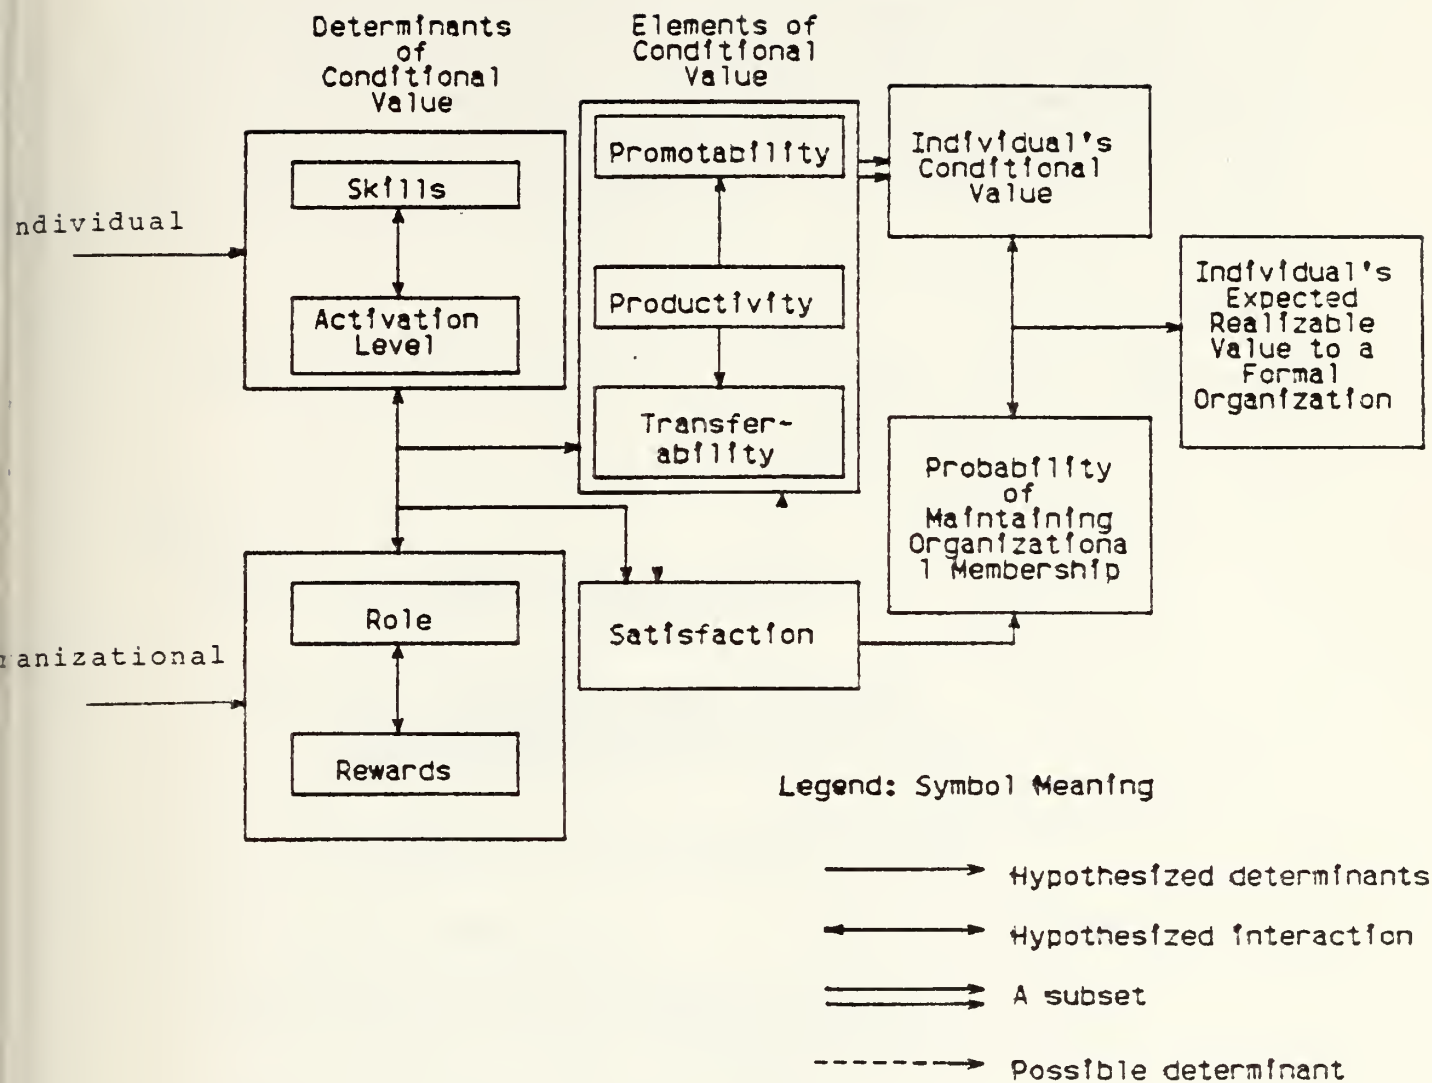 Determinants
of
Conditional
Value
Elements of
Conditional
Value
ndividual
Skills
Activation
Level
Promotability
Productivity
Transfer-
ability
Individual's
Conditional
Value
Individual's
Expected
Realizable
Value to a
Formal
Organization
Probability
of
Maintaining
Organizationa
l Membership
ranizational
Role
Rewards
Satisfaction
Legend: Symbol Meaning
Hypothesized determinants
Hypothesized interaction
A subset
Possible determinant